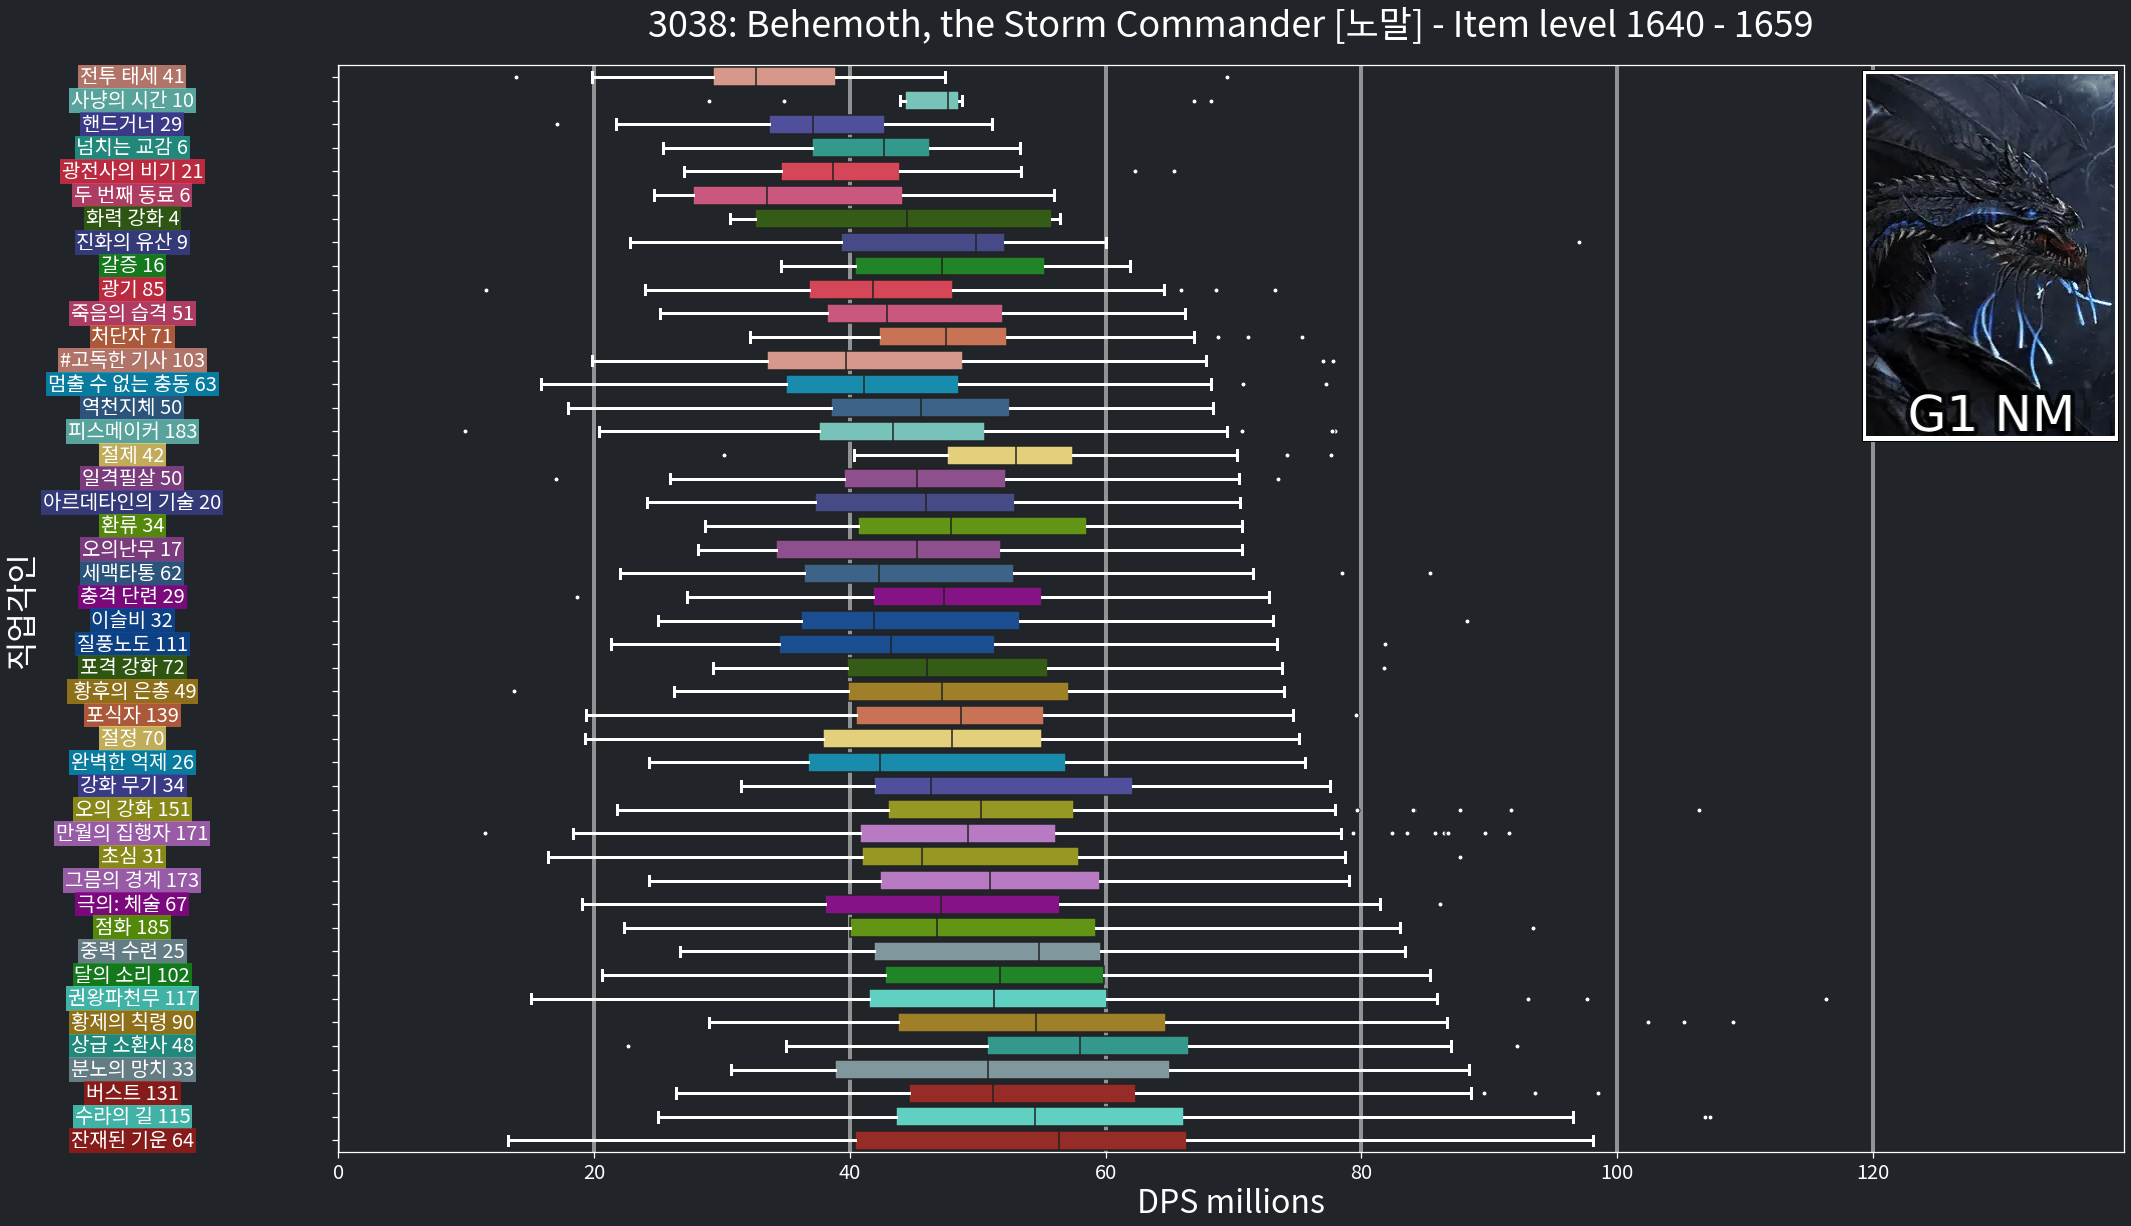 3038: Behemoth, the Storm Commander [노말] - Item level 1640 - 1659
직업각인
전투 태세 41
사냥의 시간 10
핸드거너 29
넘치는 교감 6
광전사의 비기 21
두 번째 동료 6
화력 강화 4
진화의 유산 9
갈증 16
광기 85
죽음의 습격 51
처단자 71
#고독한 기사 103
멈출 수 없는 충동 63
역천지체 50
피스메이커 183
절제 42
일격필살 50
아르데타인의 기술 20
환류 34
오의난무 17
세맥타통 62
충격 단련 29
이슬비 32
질풍노도 111
포격 강화 72
황후의 은총 49
포식자 139
절정 70
완벽한 억제 26
강화 무기 34
오의 강화 151
만월의 집행자 171
초심 31
그믐의 경계 173
극의: 체술 67
점화 185
중력 수련 25
달의 소리 102
권왕파천무 117
황제의 칙령 90
상급 소환사 48
분노의 망치 33
버스트 131
수라의 길 115
잔재된 기운 64
G1 NM
0 20 40 60 80 100 120
DPS millions